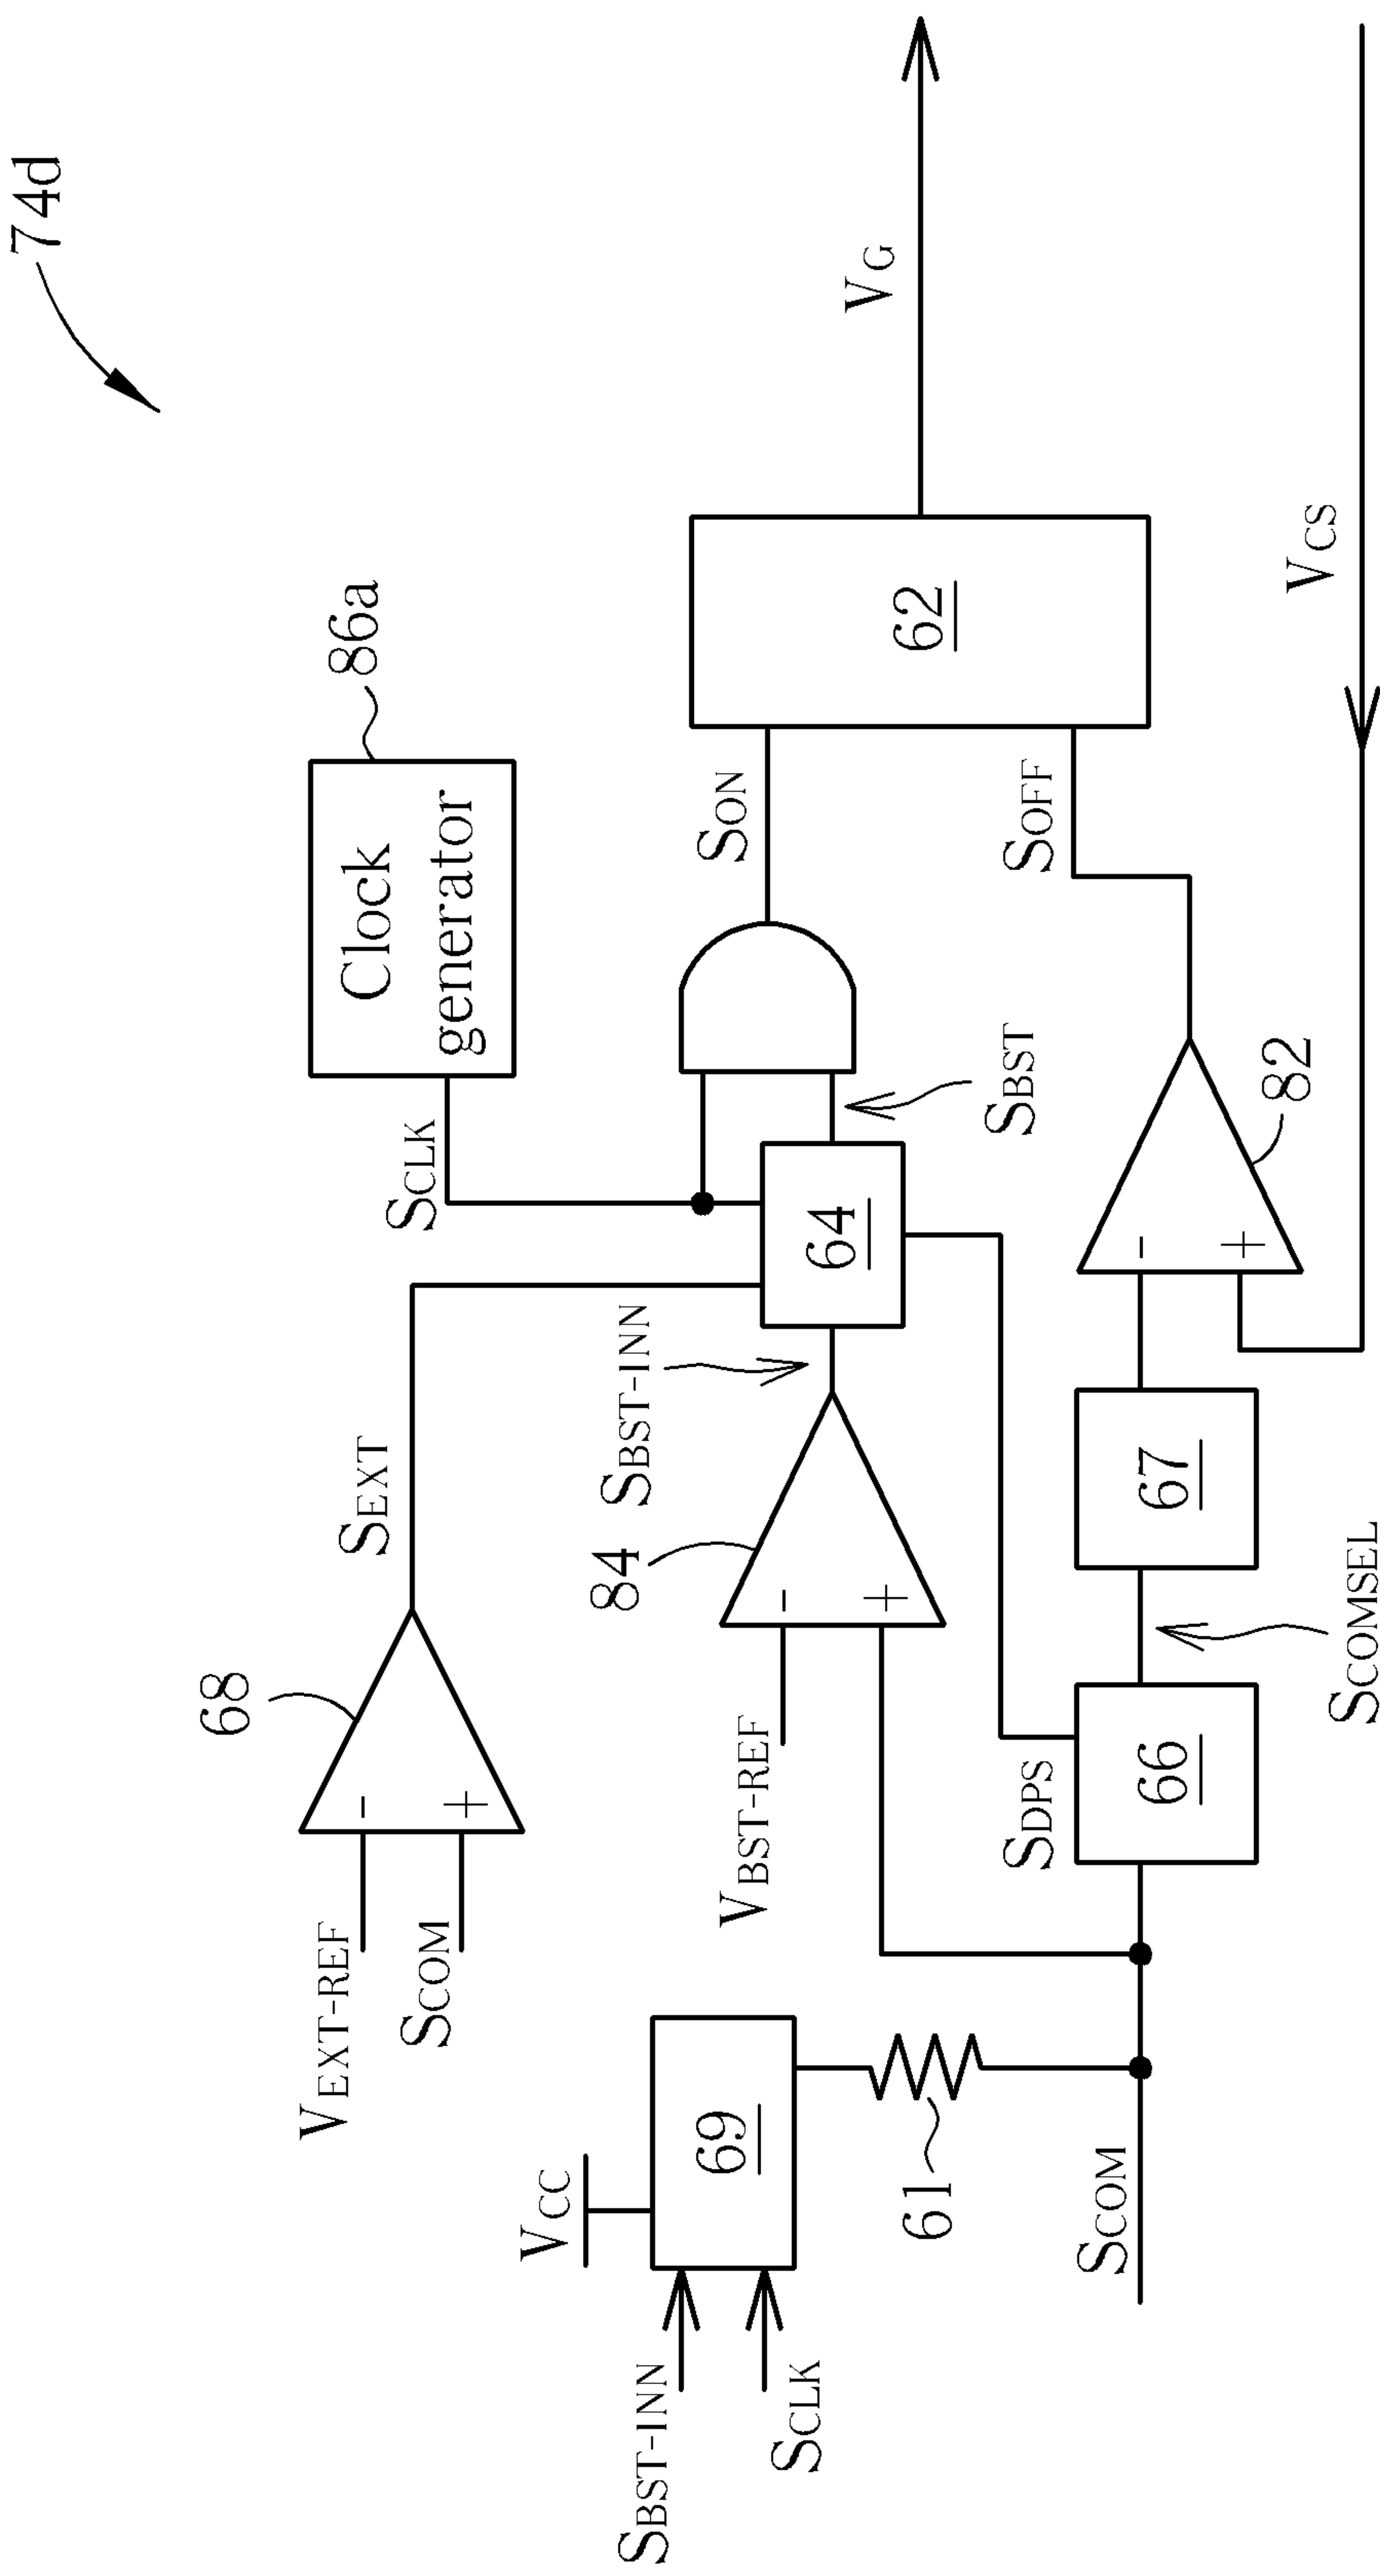 74d
Clock
generator
86a
SCLK
68
SEXT
VEXT-REF
SCOM
VCC
SBST-INN
SCLK
69
61
SCOM
84
SBST-INN
VBST-REF
64
SBST
SON
62
VG
SOFF
SDPS
66
SCOMSEL
67
82
VCS
-
+
-
+
-
+